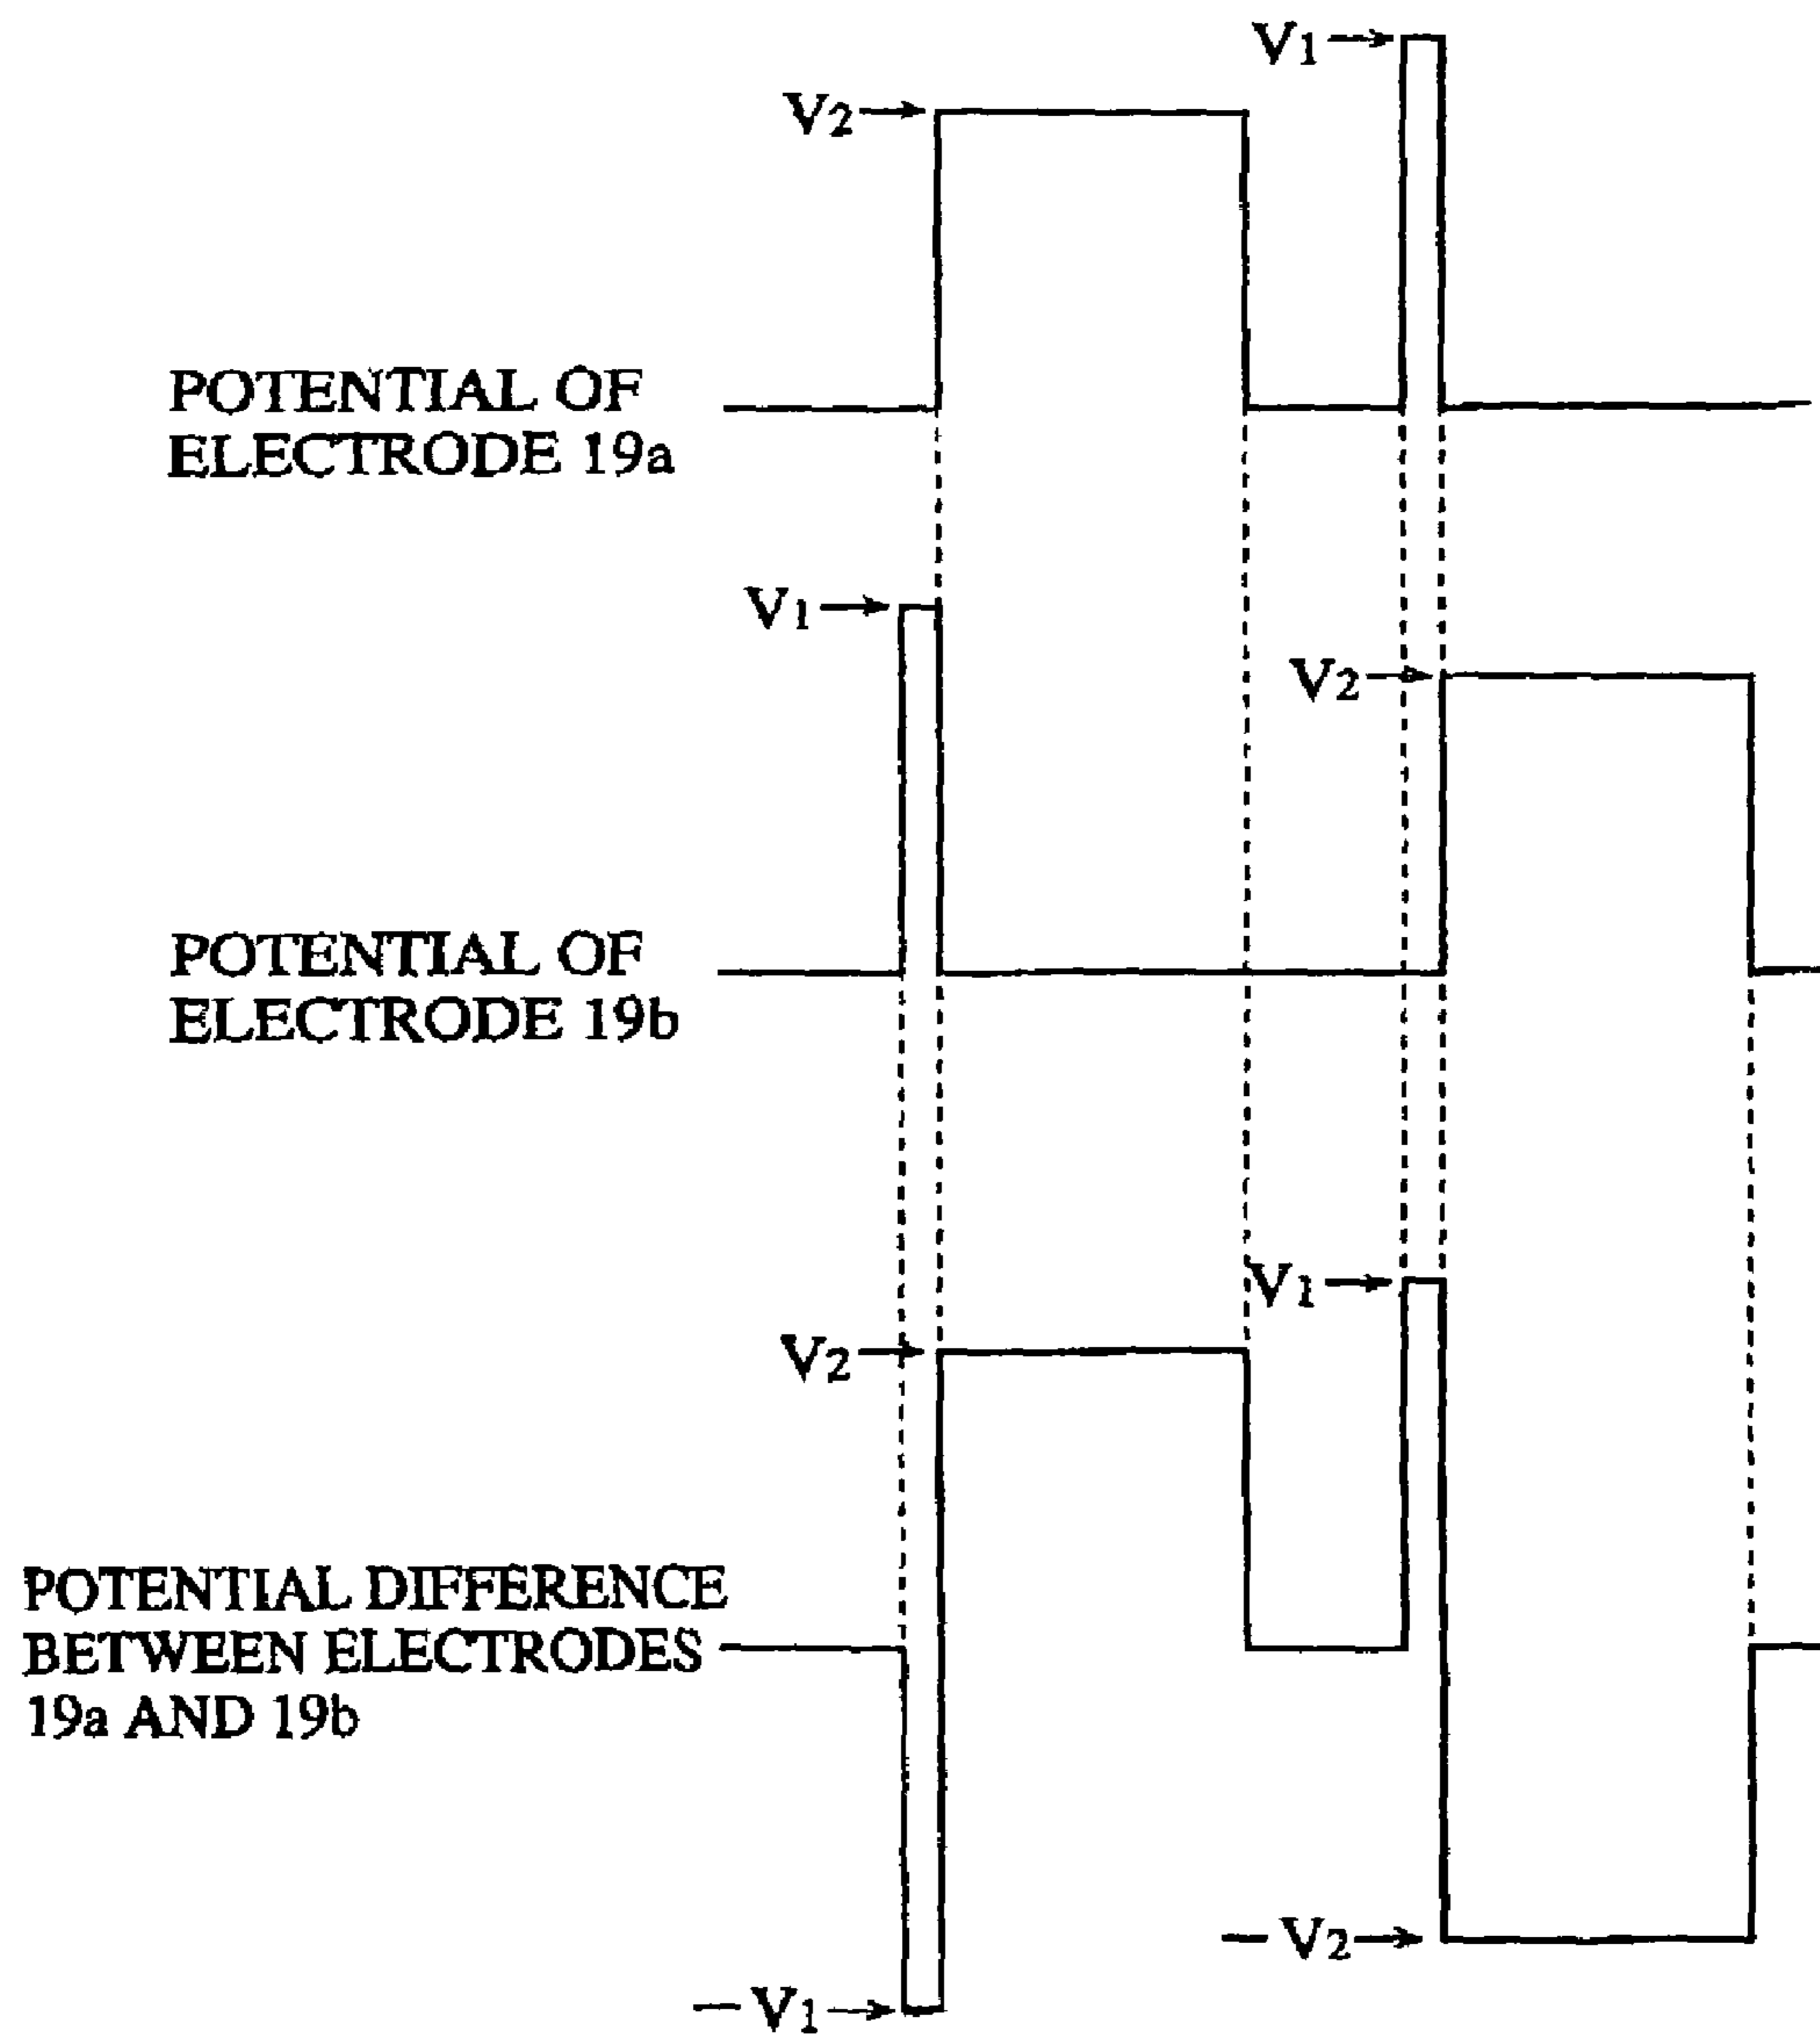 V1
V2
POTENTIAL OF
ELECTRODE 19a
V1
V2
POTENTIAL OF
ELECTRODE 19b
V1
V2
POTENTIAL DIFFERENCE
BETWEEN ELECTRODES
19a AND 19b
− V2
− V1